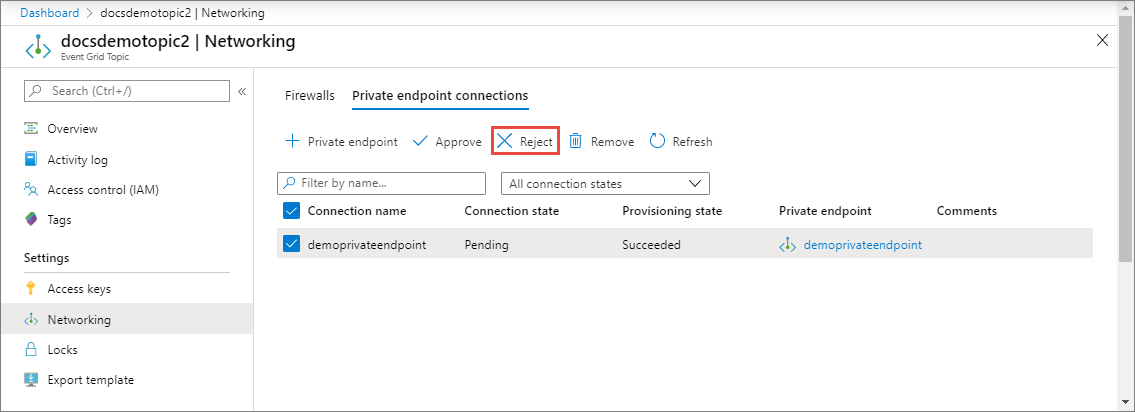 Dashboard > docsdemotopic2 | Networking
docsdemotopic2 | Networking
Event Grid Topic
Search (Ctrl+/)
«
Overview
Activity log
Access control (IAM)
Tags
Settings
Access keys
Networking
Locks
Export template
Firewalls Private endpoint connections
Private endpoint Approve Reject Remove Refresh
Filter by name... All connection states
Connection name Connection state Provisioning state Private endpoint Comments
demoprivateendpoint Pending Succeeded demoprivateendpoint